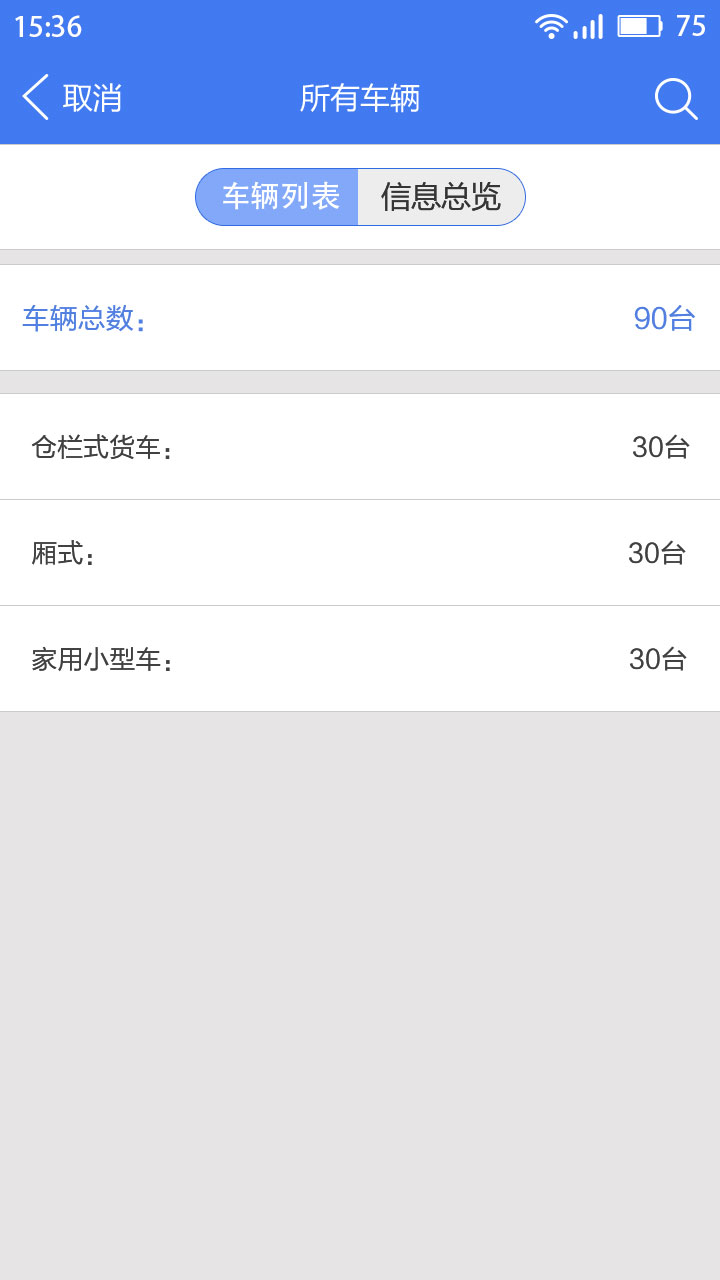 15:36 75
取消 所有车辆
车辆列表 信息总览
车辆总数： 90台
仓栏式货车： 30台
厢式： 30台
家用小型车： 30台